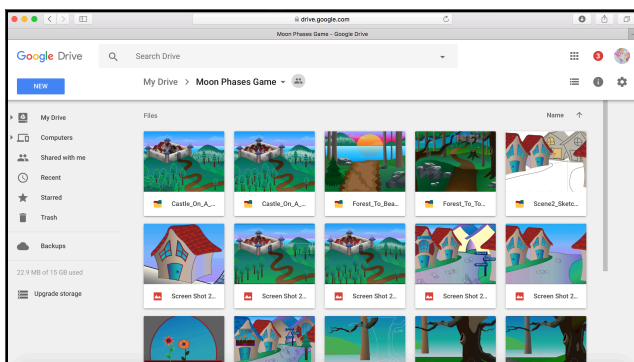 drive.google.com
Moon Phases Game – Google Drive
Google Drive
Search Drive
3
NEW
My Drive > Moon Phases Game
My Drive
Computers
Shared with me
Recent
Starred
Trash
Backups
22.9 MB of 15 GB used
Upgrade storage
Files
Name
Castle_On_A_...
Castle_On_A_...
Forest_To_Bea...
Forest_To_To...
Scene2_Sketc...
Screen Shot 2...
Screen Shot 2...
Screen Shot 2...
Screen Shot 2...
Screen Shot 2...